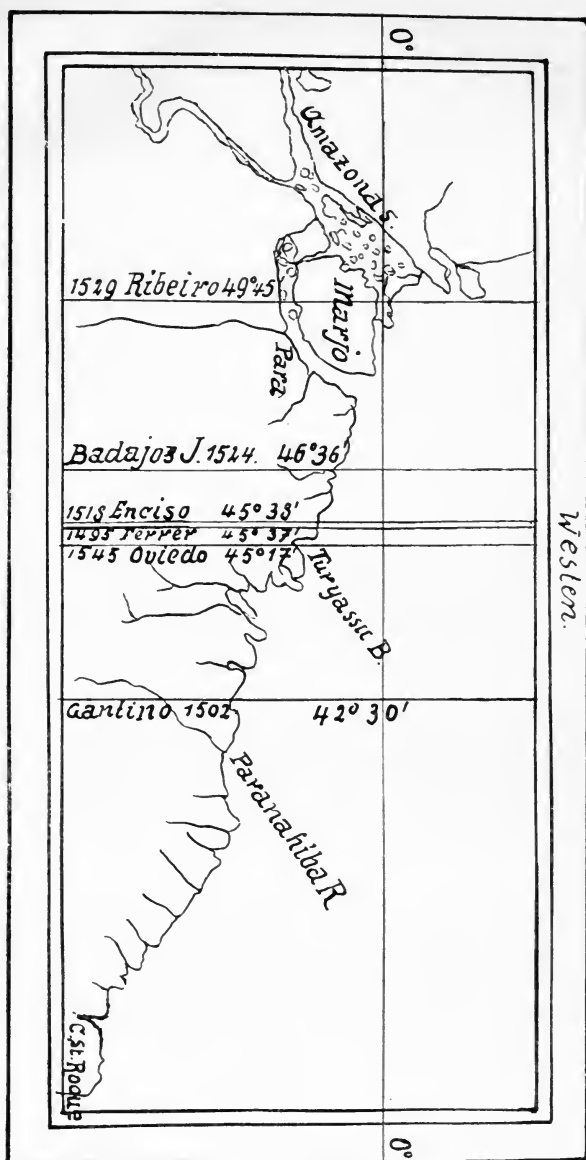 0°
Amazonas.
1529 Ribeiro 49°45'
Marjo
Para
Badajoz J. 1524. 46°36'
1518 Enciso 45°38'
1495 Ferrer 45°37'
1545 Oviedo 45°17'
Turyassu B.
Westen.
Cantino 1502 42°30'
Paranahiba R
C. St. Roque
0°